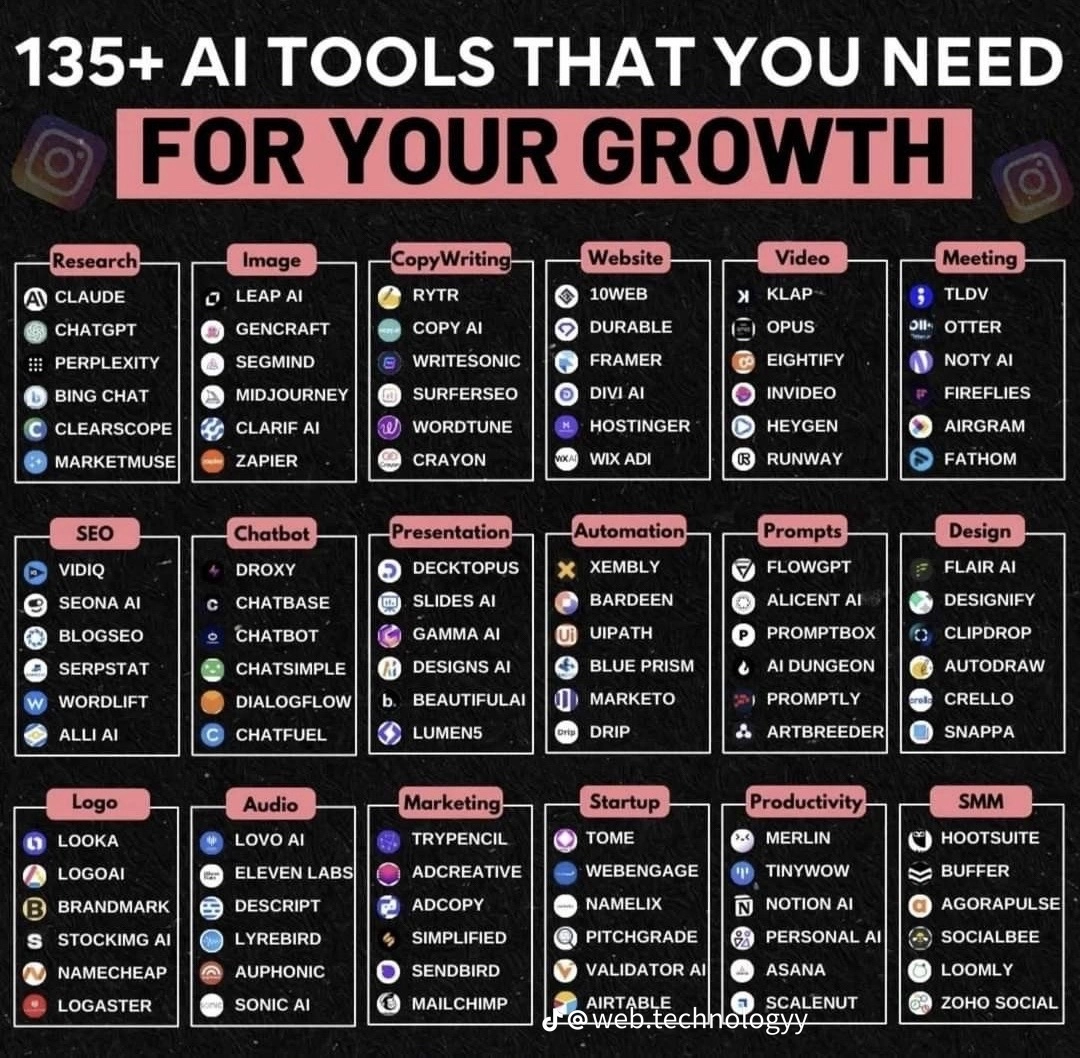 135+ AI TOOLS THAT YOU NEED
FOR YOUR GROWTH
Research
CLAUDE
CHATGPT
PERPLEXITY
BING CHAT
CLEARSCOPE
MARKETMUSE
Image
LEAP AI
GENCRAFT
SEGMIND
MIDJOURNEY
CLARIF AI
ZAPIER
CopyWriting
RYTR
COPY AI
WRITESONIC
SURFERSEO
WORDTUNE
CRAYON
Website
10WEB
DURABLE
FRAMER
DIVI AI
HOSTINGER
WIX ADI
Video
KLAP
OPUS
EIGHTIFY
INVIDEO
HEYGEN
RUNWAY
Meeting
TLDV
OTTER
NOTY AI
FIREFLIES
AIRGRAM
FATHOM
SEO
VIDIQ
SEONA AI
BLOGSEO
SERPSTAT
WORDLIFT
ALLI AI
Chatbot
DROXY
CHATBASE
CHATBOT
CHATSIMPLE
DIALOGFLOW
CHATFUEL
Presentation
DECKTOPUS
SLIDES AI
GAMMA AI
DESIGNS AI
BEAUTIFULAI
LUMEN5
Automation
XEMBLY
BARDEEN
UIPATH
BLUE PRISM
MARKETO
DRIP
Prompts
FLOWGPT
ALICENT AI
PROMPTBOX
AI DUNGEON
PROMPTLY
ARTBREEDER
Design
FLAIR AI
DESIGNIFY
CLIPDROP
AUTODRAW
CRELLO
SNAPPA
Logo
LOOKA
LOGOAI
BRANDMARK
STOCKIMG AI
NAMECHEAP
LOGASTER
Audio
LOVO AI
ELEVEN LABS
DESCRIPT
LYREBIRD
AUPHONIC
SONIC AI
Marketing
TRYPENCIL
ADCREATIVE
ADCOPY
SIMPLIFIED
SENDBIRD
MAILCHIMP
Startup
TOME
WEBENGAGE
NAMELIX
PITCHGRADE
VALIDATOR AI
AIRTABLE
Productivity
MERLIN
TINYWOW
NOTION AI
PERSONAL AI
ASANA
SCALENUT
SMM
HOOTSUITE
BUFFER
AGORAPULSE
SOCIALBEE
LOOMLY
ZOHO SOCIAL
@web.technologyy